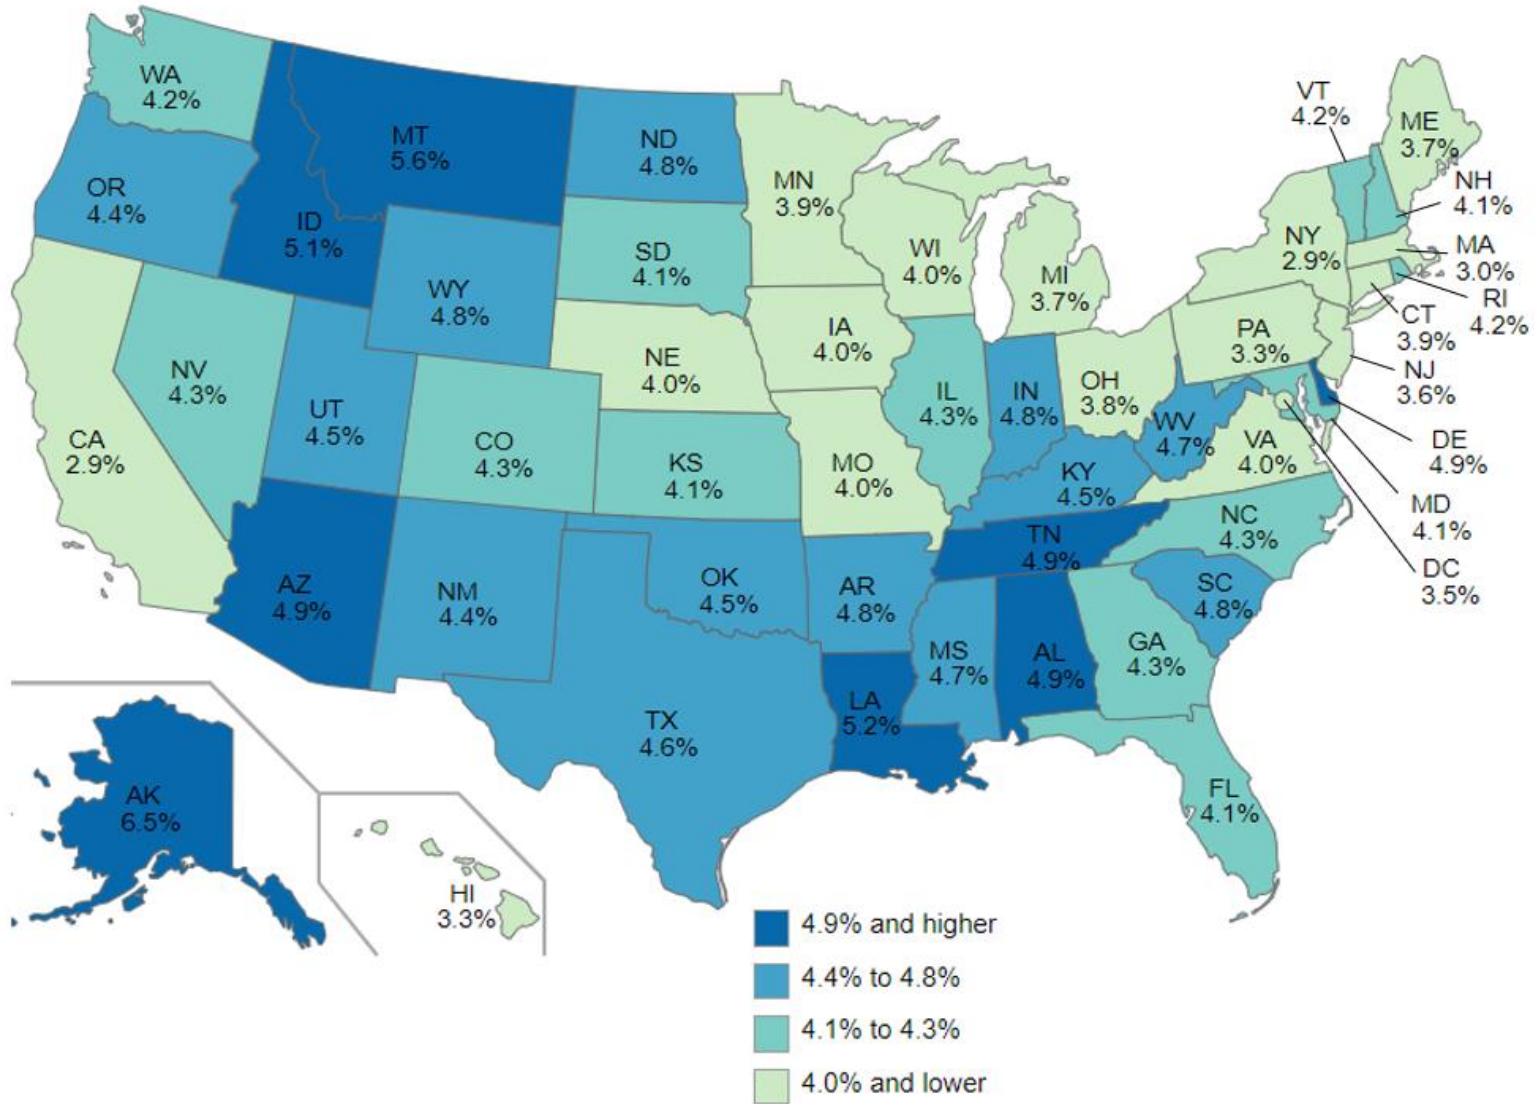 WA
4.2%
OR
4.4%
CA
2.9%
NV
4.3%
ID
5.1%
MT
5.6%
WY
4.8%
UT
4.5%
AZ
4.9%
CO
4.3%
NM
4.4%
ND
4.8%
SD
4.1%
NE
4.0%
KS
4.1%
OK
4.5%
TX
4.6%
MN
3.9%
IA
4.0%
MO
4.0%
AR
4.8%
LA
5.2%
WI
4.0%
IL
4.3%
MI
3.7%
IN
4.8%
OH
3.8%
KY
4.5%
TN
4.9%
MS
4.7%
AL
4.9%
GA
4.3%
FL
4.1%
SC
4.8%
NC
4.3%
VA
4.0%
WV
4.7%
PA
3.3%
NY
2.9%
VT
4.2%
ME
3.7%
NH
4.1%
MA
3.0%
RI
4.2%
CT
3.9%
NJ
3.6%
DE
4.9%
MD
4.1%
DC
3.5%
AK
6.5%
HI
3.3%
4.9% and higher
4.4% to 4.8%
4.1% to 4.3%
4.0% and lower